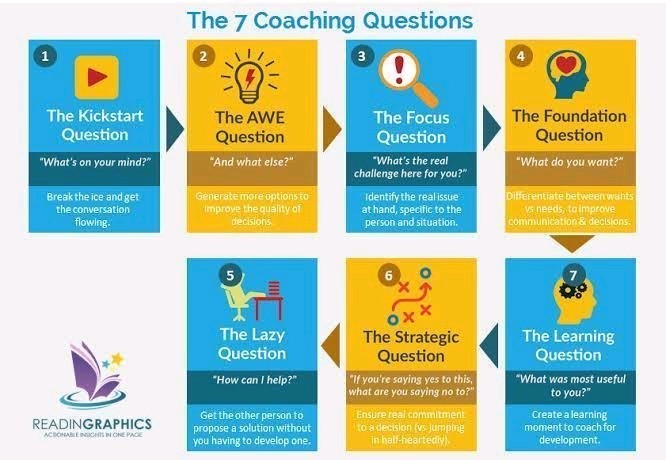 The 7 Coaching Questions
1
The Kickstart
Question
"What's on your mind?"
Break the ice and get
the conversation
flowing.
2
The AWE
Question
"And what else?"
Generate more options to
improve the quality of
decisions.
3
The Focus
Question
"What's the real
challenge here for you?"
Identify the real issue
at hand, specific to the
person and situation.
4
The Foundation
Question
"What do you want?"
Differentiate between wants
vs needs, to improve
communication & decisions.
5
The Lazy
Question
"How can I help?"
Get the other person to
propose a solution without
you having to develop one.
6
The Strategic
Question
"If you're saying yes to this,
what are you saying no to?"
Ensure real commitment
to a decision (vs jumping
in half-heartedly).
7
The Learning
Question
"What was most useful
to you?"
Create a learning
moment to coach for
development.
READINGRAPHICS
ACTIONABLE INSIGHTS IN ONE PAGE